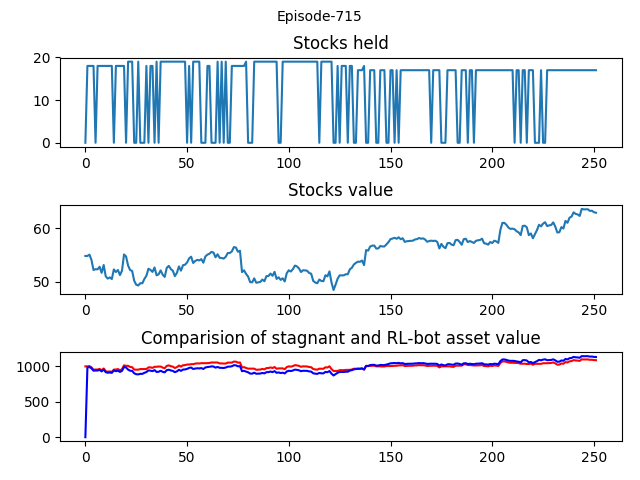 Episode-715
Stocks held
20
10
0
0 50 100 150 200 250
Stocks value
60
50
0 50 100 150 200 250
Comparision of stagnant and RL-bot asset value
1000
500
0
0 50 100 150 200 250